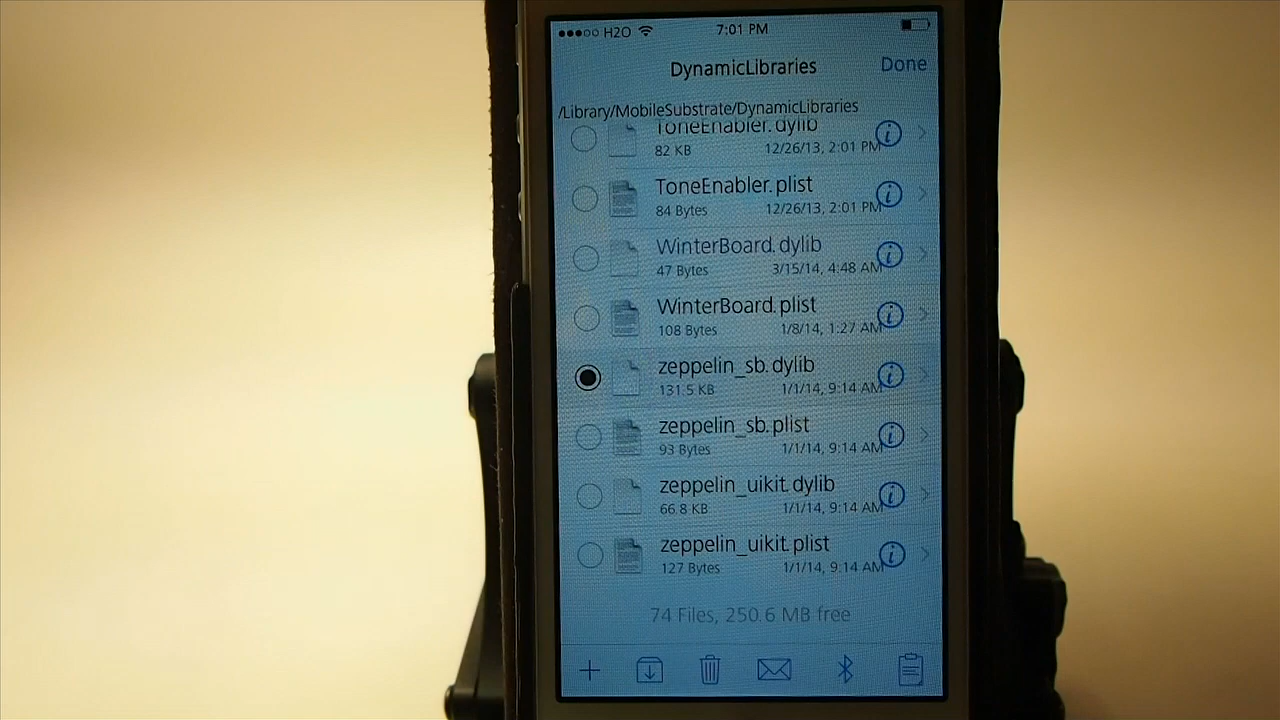 H2O 7:01 PM
DynamicLibraries Done
/Library/MobileSubstrate/DynamicLibraries
ToneEnabler.dylib
82 KB 12/26/13, 2:01 PM
ToneEnabler.plist
84 Bytes 12/26/13, 2:01 PM
WinterBoard.dylib
47 Bytes 3/15/14, 4:48 AM
WinterBoard.plist
108 Bytes 1/8/14, 1:27 AM
zeppelin_sb.dylib
131.5 KB 1/1/14, 9:14 AM
zeppelin_sb.plist
93 Bytes 1/1/14, 9:14 AM
zeppelin_uikit.dylib
66.8 KB 1/1/14, 9:14 AM
zeppelin_uikit.plist
127 Bytes 1/1/14, 9:14 AM
74 Files, 250.6 MB free